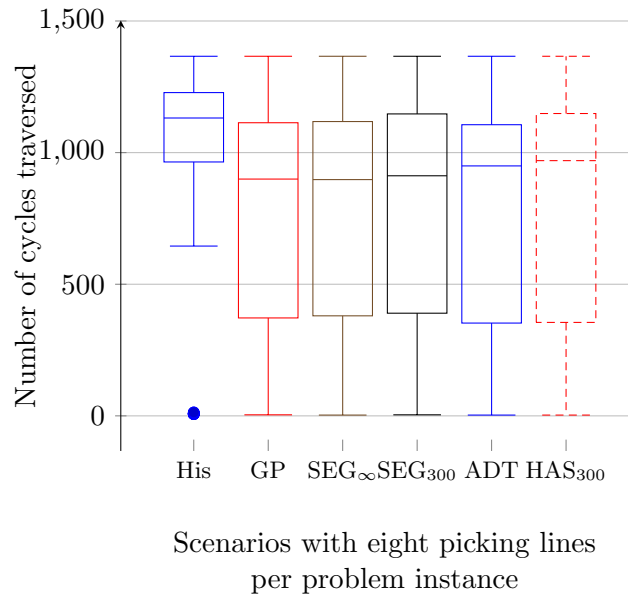 Number of cycles traversed
1,500
1,000
500
0
His GP SEG∞ SEG₃₀₀ ADT HAS₃₀₀
Scenarios with eight picking lines
per problem instance